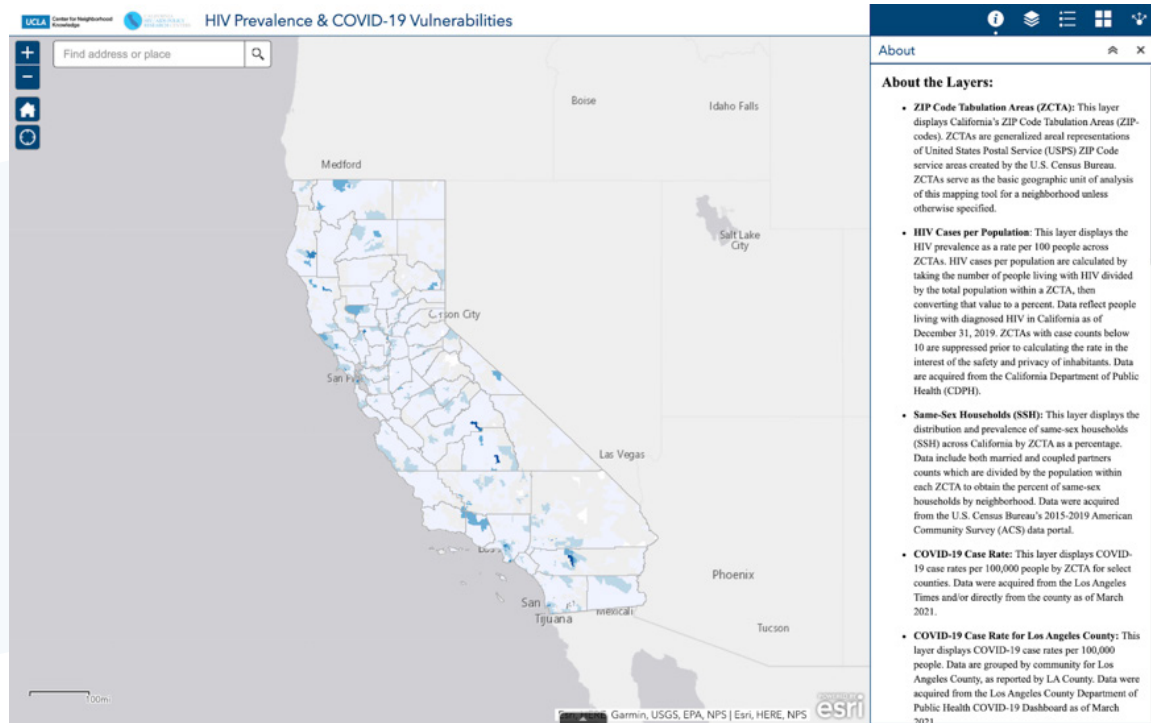 UCLA Center for Neighborhood
Knowledge
HIV Prevalence & COVID-19 Vulnerabilities
Find address or place
About
About the Layers:
• ZIP Code Tabulation Areas (ZCTA): This layer
displays California's ZIP Code Tabulation Areas (ZIP-
codes). ZCTAs are generalized areal representations
of United States Postal Service (USPS) ZIP Code
service areas created by the U.S. Census Bureau.
ZCTAs serve as the basic geographic unit of analysis
of this mapping tool for a neighborhood unless
otherwise specified.
• HIV Cases per Population: This layer displays the
HIV prevalence as a rate per 100 people across
ZCTAs. HIV cases per population are calculated by
taking the number of people living with HIV divided
by the total population within a ZCTA, then
converting that value to a percent. Data reflect people
living with diagnosed HIV in California as of
December 31, 2019. ZCTAs with case counts below
10 are suppressed prior to calculating the rate in the
interest of the safety and privacy of inhabitants. Data
are acquired from the California Department of Public
Health (CDPH).
• Same-Sex Households (SSH): This layer displays the
distribution and prevalence of same-sex households
(SSH) across California by ZCTA as a percentage.
Data include both married and coupled partners
counts which are divided by the population within
each ZCTA to obtain the percent of same-sex
households by neighborhood. Data were acquired
from the U.S. Census Bureau's 2015-2019 American
Community Survey (ACS) data portal.
• COVID-19 Case Rate: This layer displays COVID-
19 case rates per 100,000 people by ZCTA for select
counties. Data were acquired from the Los Angeles
Times and/or directly from the county as of March
2021.
• COVID-19 Case Rate for Los Angeles County: This
layer displays COVID-19 case rates per 100,000
people. Data are grouped by community for Los
Angeles County, as reported by LA County. Data were
acquired from the Los Angeles County Department of
Public Health COVID-19 Dashboard as of March
2021
Boise
Idaho Falls
Medford
Salt Lake
City
Carson City
San Fra
Las Vegas
Los A
Phoenix
San
Tijuana
Mexicali
Tucson
100mi
Esri, HERE, Garmin, USGS, EPA, NPS | Esri, HERE, NPS
POWERED BY
esri